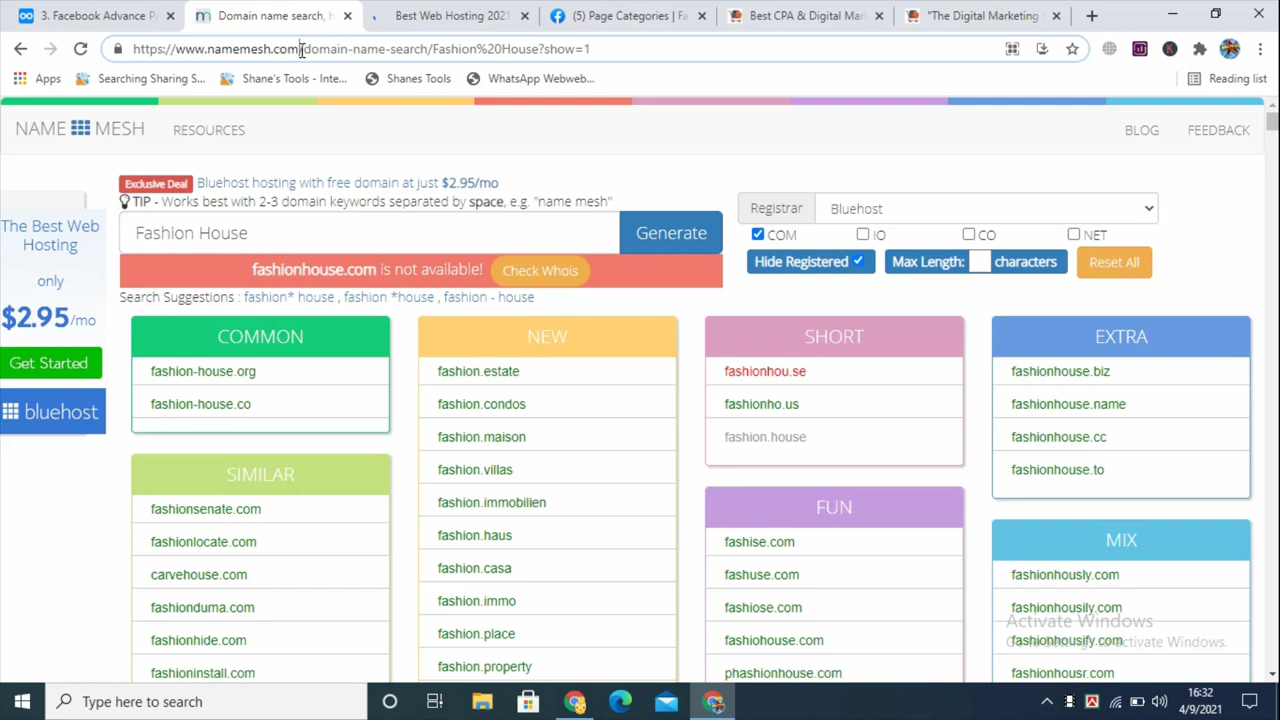 3. Facebook Advance P
Domain name search, h
Best Web Hosting 2021
(5) Page Categories | Fa
Best CPA & Digital Mar
"The Digital Marketing
https://www.namemesh.com/domain-name-search/Fashion%20House?show=1
Apps
Searching Sharing S...
Shane's Tools - Inte...
Shanes Tools
WhatsApp Webweb...
Reading list
NAME MESH
RESOURCES
BLOG
FEEDBACK
Exclusive Deal Bluehost hosting with free domain at just $2.95/mo
TIP - Works best with 2-3 domain keywords separated by space, e.g. "name mesh"
Fashion House
Generate
fashionhouse.com is not available! Check Whois
Search Suggestions : fashion* house , fashion *house , fashion - house
Registrar
Bluehost
COM
IO
CO
NET
Hide Registered
Max Length: characters
Reset All
The Best Web
Hosting
only
$2.95/mo
Get Started
bluehost
COMMON
fashion-house.org
fashion-house.co
SIMILAR
fashionsenate.com
fashionlocate.com
carvehouse.com
fashionduma.com
fashionhide.com
fashioninstall.com
NEW
fashion.estate
fashion.condos
fashion.maison
fashion.villas
fashion.immobilien
fashion.haus
fashion.casa
fashion.immo
fashion.place
fashion.property
SHORT
fashionhou.se
fashionho.us
fashion.house
FUN
fashise.com
fashuse.com
fashiose.com
fashiohouse.com
phashionhouse.com
EXTRA
fashionhouse.biz
fashionhouse.name
fashionhouse.cc
fashionhouse.to
MIX
fashionhously.com
fashionhousily.com
fashionhousify.com
fashionhousr.com
Activate Windows
Go to Settings to activate Windows.
Type here to search
16:32
4/9/2021